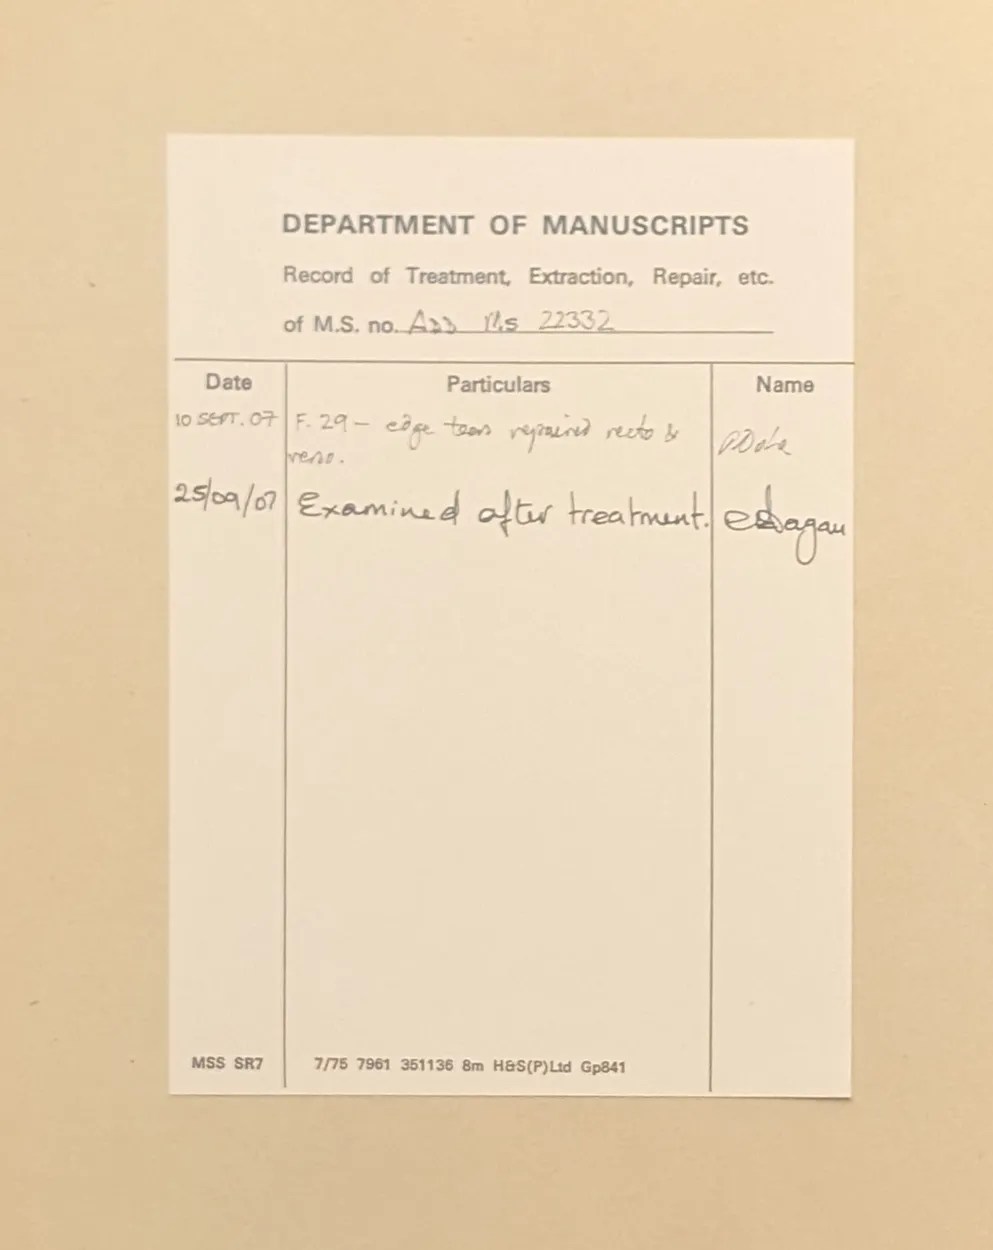 DEPARTMENT OF MANUSCRIPTS
Record of Treatment, Extraction, Repair, etc.
of M.S. no. ADD Ms 22332
Date Particulars Name
10 SEPT. 07 F. 29 – edge tears repaired recto &
verso.
25/09/07 Examined after treatment.
MSS SR7 7/75 7961 351136 8m H&S(P)Ltd Gp841